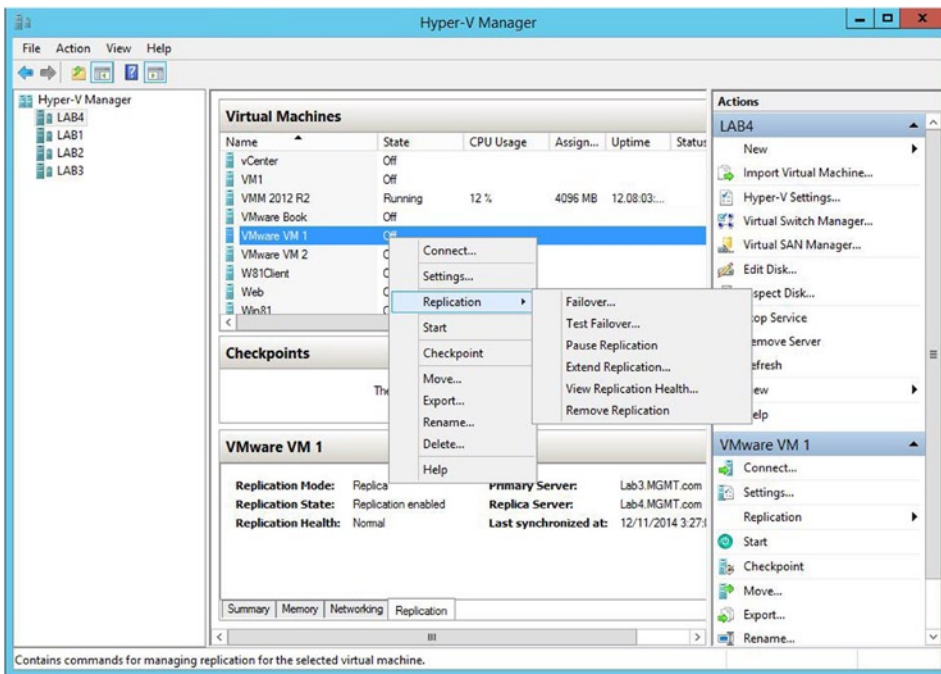 Hyper-V Manager
File Action View Help
Hyper-V Manager
LAB4
LAB1
LAB2
LAB3
Virtual Machines
Name State CPU Usage Assign... Uptime Status
vCenter Off
VM1 Off
VMM 2012 R2 Running 12 % 4096 MB 12.08:03:...
VMware Book Off
VMware VM 1 Off
VMware VM 2
W81Client
Web
Win81
Connect...
Settings...
Replication
Start
Checkpoint
Move...
Export...
Rename...
Delete...
Help
Failover...
Test Failover...
Pause Replication
Extend Replication...
View Replication Health...
Remove Replication
Checkpoints
The
VMware VM 1
Replication Mode: Replica Primary Server: Lab3.MGMT.com
Replication State: Replication enabled Replica Server: Lab4.MGMT.com
Replication Health: Normal Last synchronized at: 12/11/2014 3:27:
Summary Memory Networking Replication
Actions
LAB4
New
Import Virtual Machine...
Hyper-V Settings...
Virtual Switch Manager...
Virtual SAN Manager...
Edit Disk...
Disk...
Service
Server
VMware VM 1
Connect...
Settings...
Replication
Start
Checkpoint
Move...
Export...
Rename...
Contains commands for managing replication for the selected virtual machine.